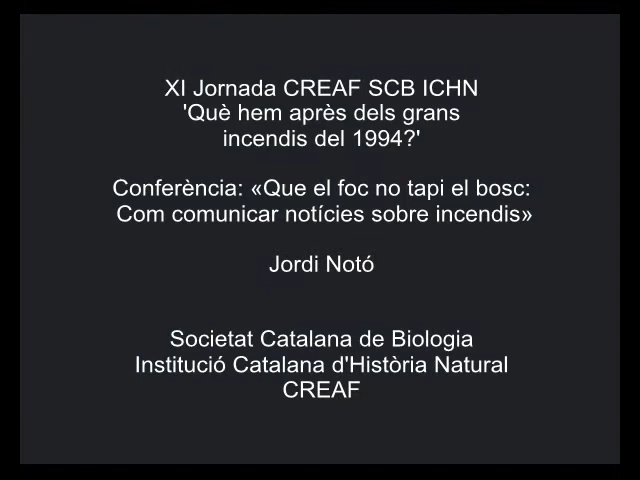 XI Jornada CREAF SCB ICHN
'Què hem après dels grans
incendis del 1994?'
Conferència: «Que el foc no tapi el bosc:
Com comunicar notícies sobre incendis»
Jordi Notó
Societat Catalana de Biologia
Institució Catalana d'Història Natural
CREAF